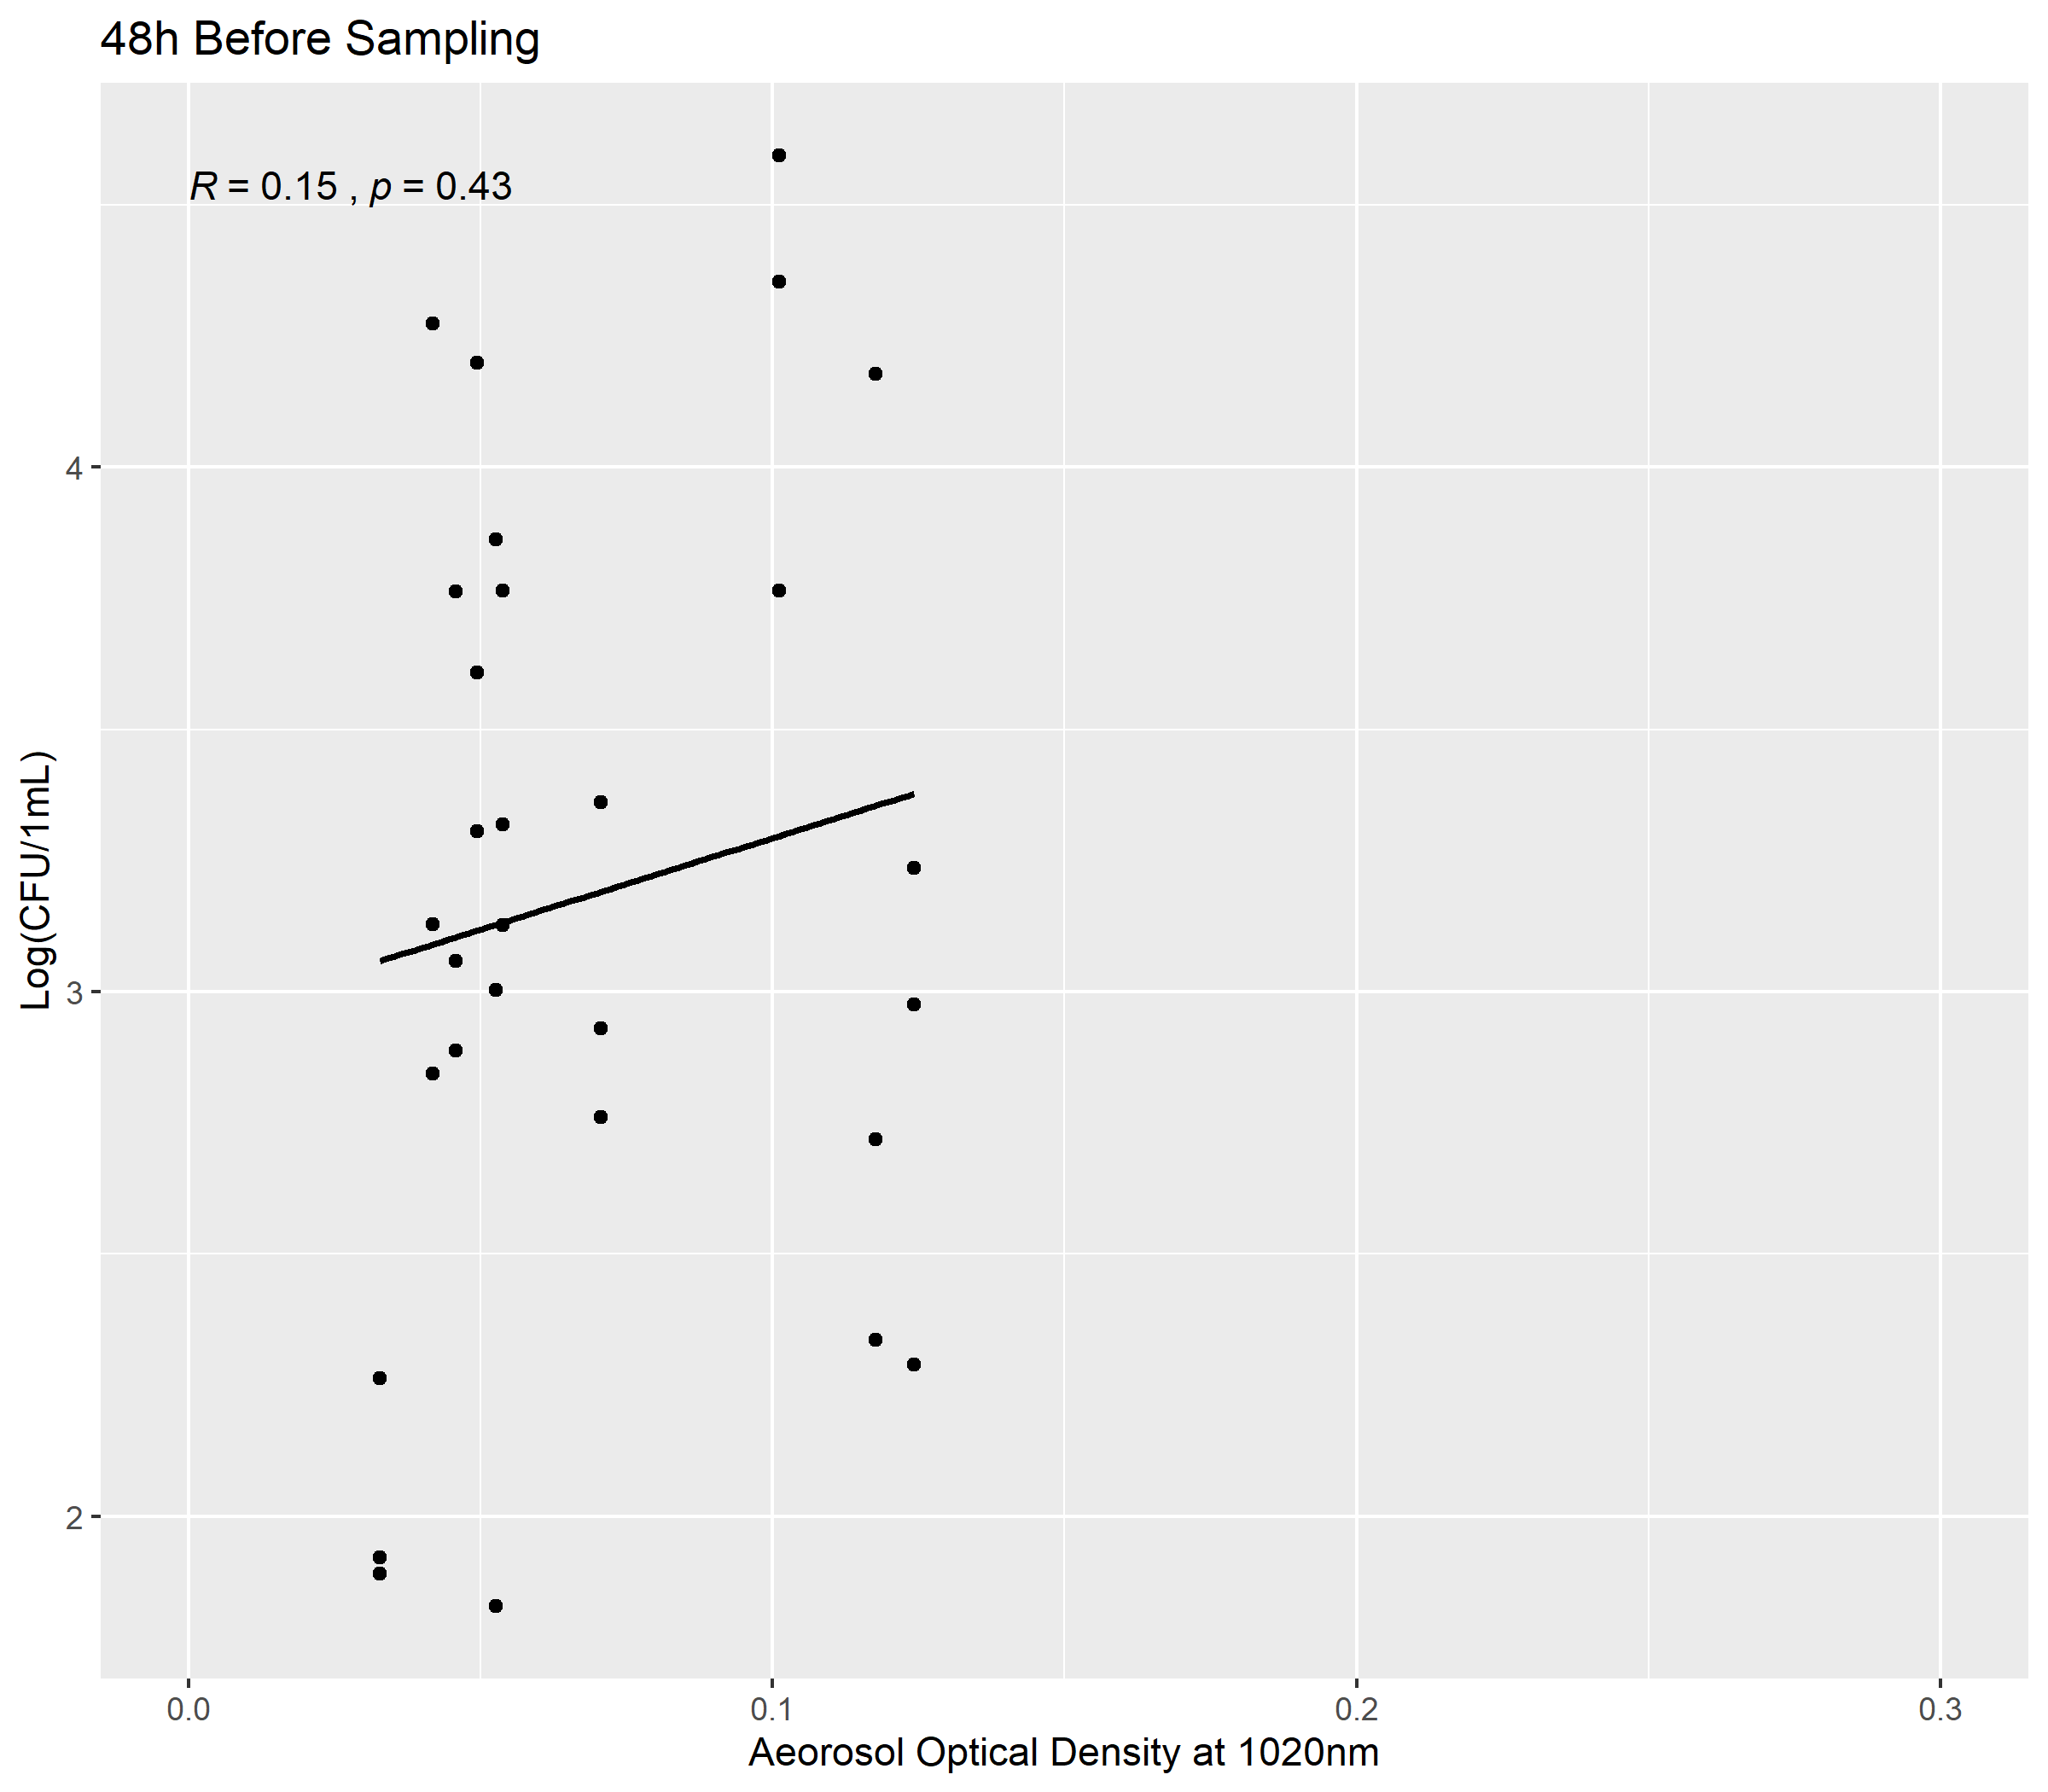 48h Before Sampling
R = 0.15 , p = 0.43
4
3
2
Log(CFU/1mL)
0.0 0.1 0.2 0.3
Aeorosol Optical Density at 1020nm